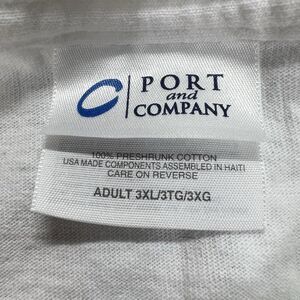 PORT
and
COMPANY
100% PRESHRUNK COTTON
USA MADE COMPONENTS ASSEMBLED IN HAITI
CARE ON REVERSE
ADULT 3XL/3TG/3XG